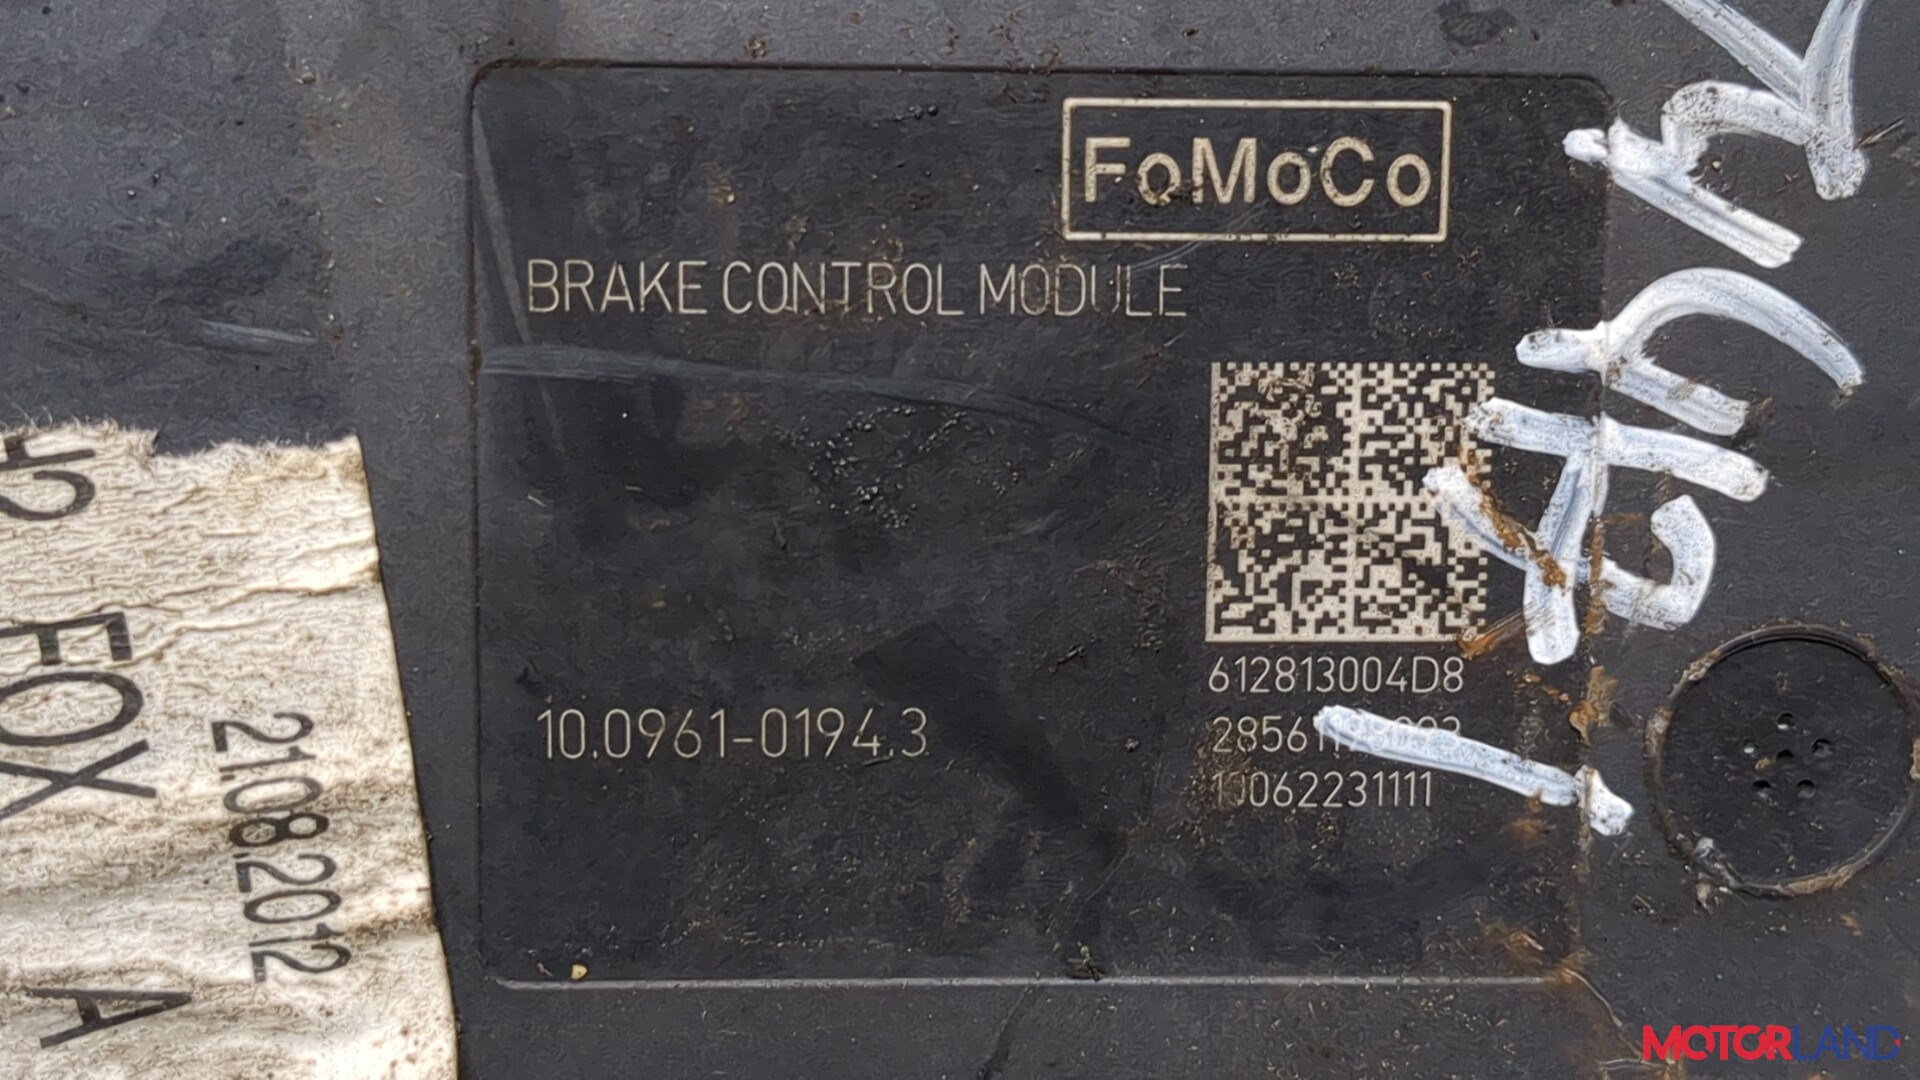 FoMoCo
BRAKE CONTROL MODULE
612813004D8
10.0961-0194.3
10062231111
FOX
21.08.2012
A
MOTORLAND